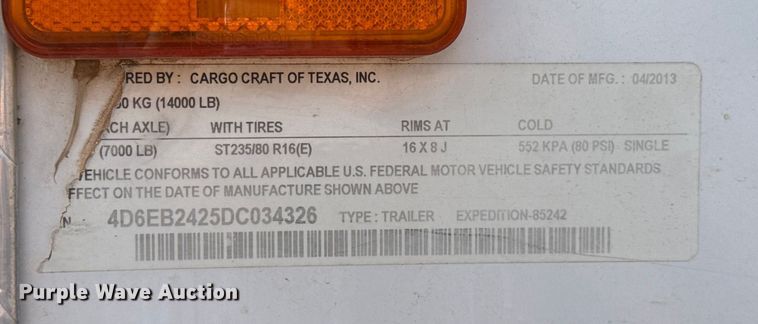 RED BY : CARGO CRAFT OF TEXAS, INC. DATE OF MFG. : 04/2013
0 KG (14000 LB)
ACH AXLE) WITH TIRES RIMS AT COLD
(7000 LB) ST235/80 R16(E) 16 X 8 J 552 KPA (80 PSI) SINGLE
VEHICLE CONFORMS TO ALL APPLICABLE U.S. FEDERAL MOTOR VEHICLE SAFETY STANDARDS
FFECT ON THE DATE OF MANUFACTURE SHOWN ABOVE
4D6EB2425DC034326 TYPE : TRAILER EXPEDITION-85242
Purple Wave Auction